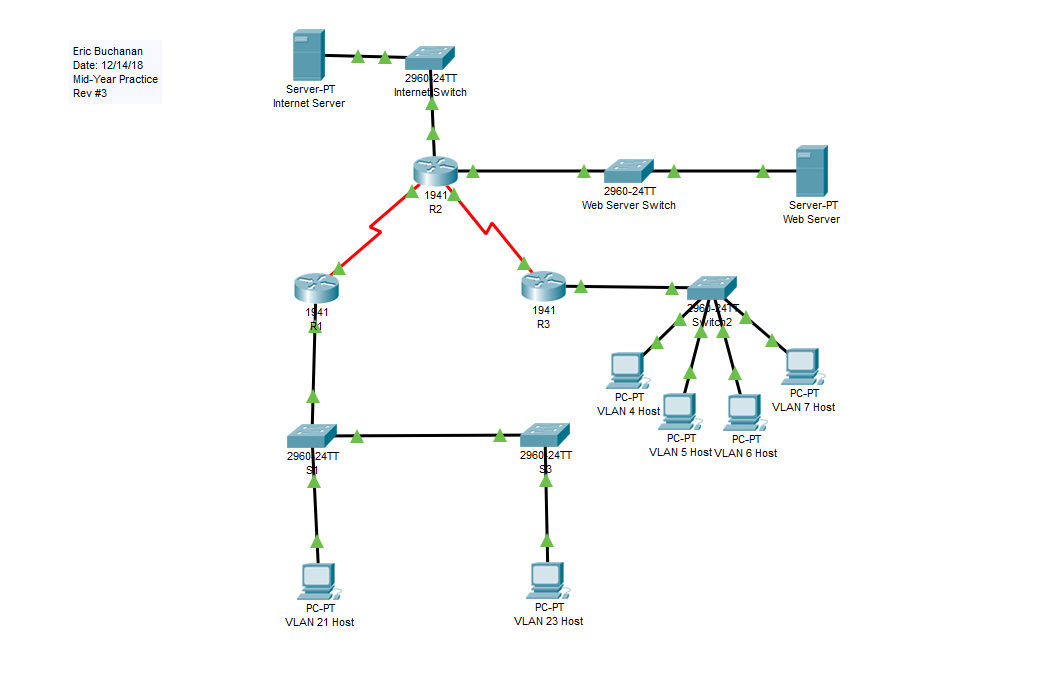 Eric Buchanan
Date: 12/14/18
Mid-Year Practice
Rev #3
Server-PT
Internet Server
2960-24TT
Internet Switch
1941
R2
2960-24TT
Web Server Switch
Server-PT
Web Server
1941
R1
1941
R3
2960-24TT
Switch2
PC-PT
VLAN 4 Host
PC-PT
VLAN 5 Host
PC-PT
VLAN 6 Host
PC-PT
VLAN 7 Host
2960-24TT
S1
2960-24TT
S3
PC-PT
VLAN 21 Host
PC-PT
VLAN 23 Host